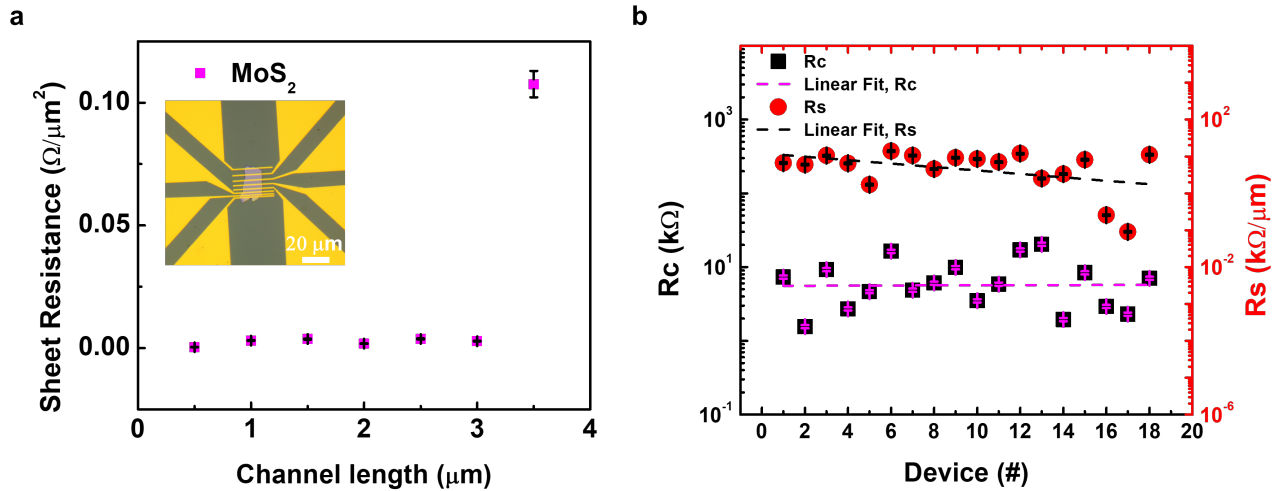 a
MoS₂
20 μm
Sheet Resistance (Ω/μm²)
0.10
0.05
0.00
0 1 2 3 4
Channel length (μm)
b
Rc
Linear Fit, Rc
Rs
Linear Fit, Rs
Rc (kΩ)
10³
10¹
10⁻¹
Rs (kΩ/μm)
10²
10⁻²
10⁻⁶
0 2 4 6 8 10 12 14 16 18 20
Device (#)